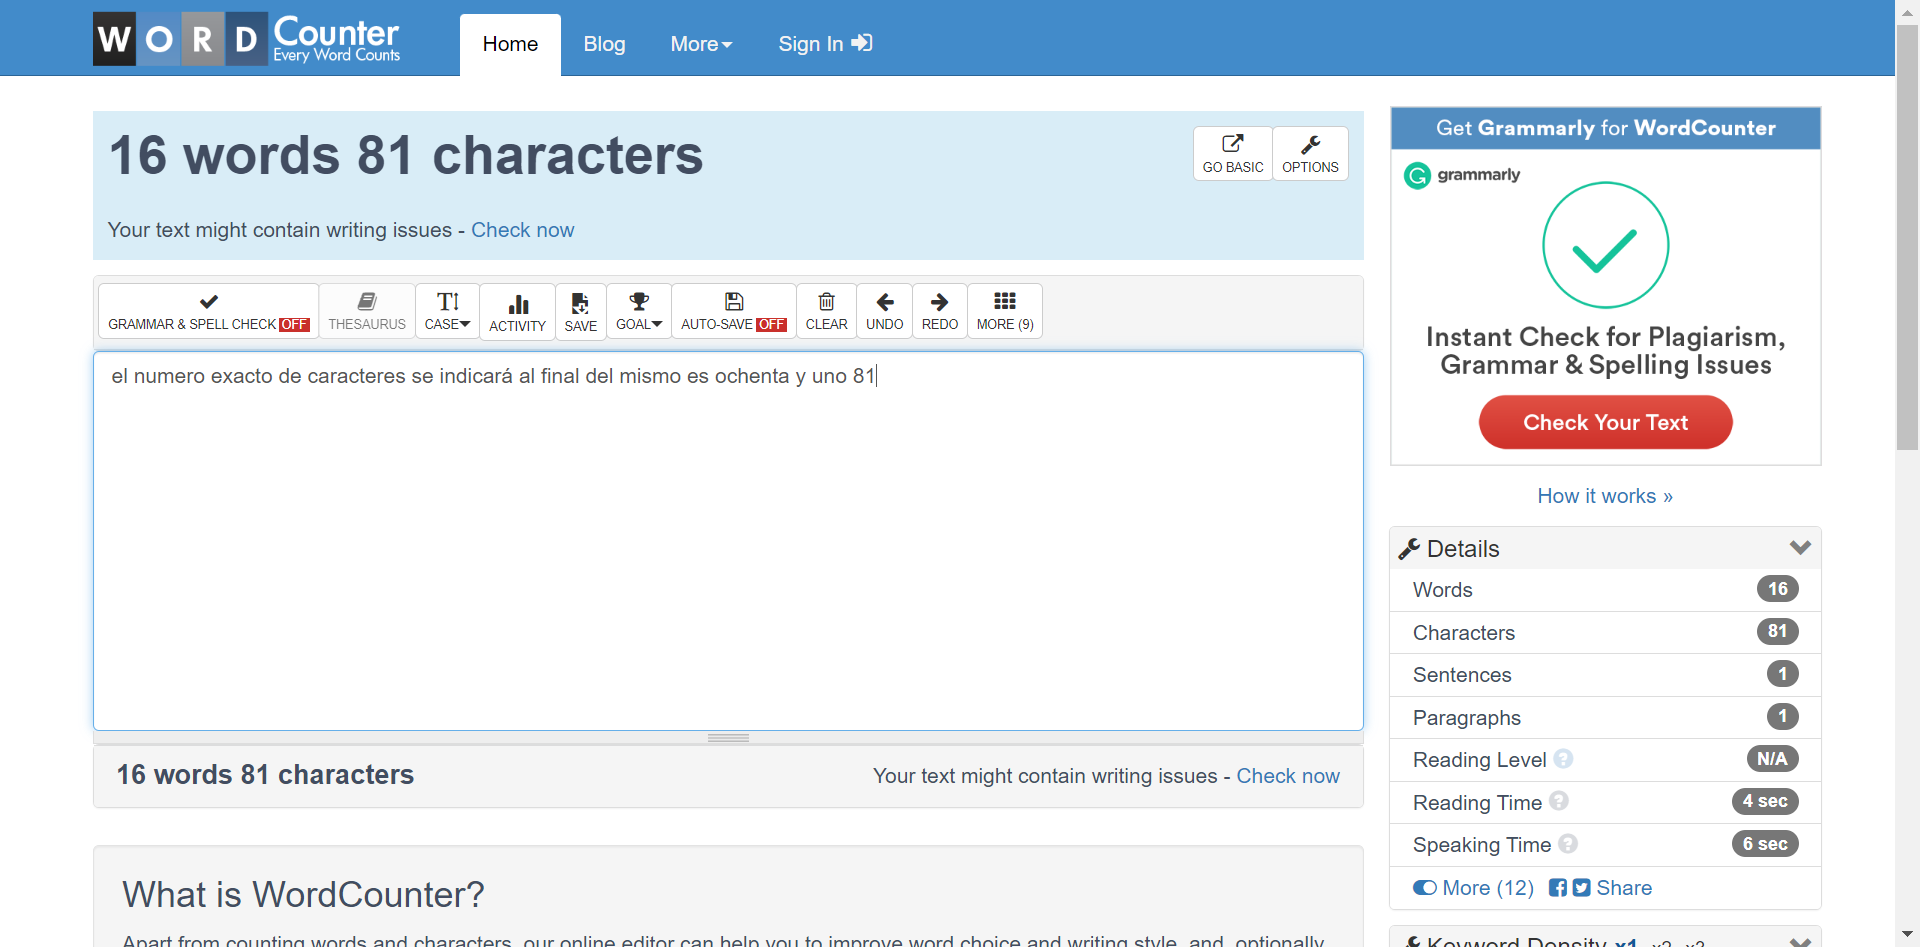 WORD Counter
Every Word Counts
Home Blog More Sign In
16 words 81 characters
GO BASIC OPTIONS
Your text might contain writing issues - Check now
GRAMMAR & SPELL CHECK OFF THESAURUS CASE ACTIVITY SAVE GOAL AUTO-SAVE OFF CLEAR UNDO REDO MORE (9)
el numero exacto de caracteres se indicará al final del mismo es ochenta y uno 81
16 words 81 characters
Your text might contain writing issues - Check now
What is WordCounter?
Apart from counting words and characters, our online editor can help you to improve word choice and writing style, and, optionally,
Get Grammarly for WordCounter
grammarly
Instant Check for Plagiarism,
Grammar & Spelling Issues
Check Your Text
How it works »
Details
Words 16
Characters 81
Sentences 1
Paragraphs 1
Reading Level ? N/A
Reading Time ? 4 sec
Speaking Time ? 6 sec
More (12) Share
Keyword Density x1 x2 x3